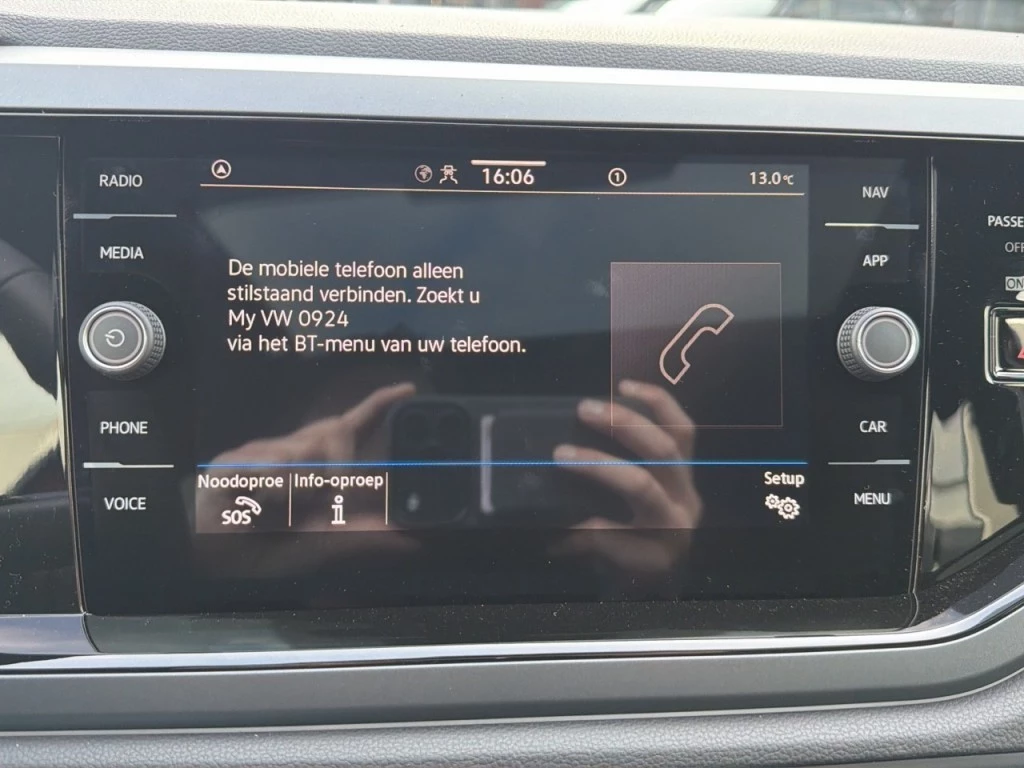 RADIO
MEDIA
PHONE
VOICE
16:06
1
13.0°C
De mobiele telefoon alleen
stilstaand verbinden. Zoekt u
My VW 0924
via het BT-menu van uw telefoon.
Noodoproe
SOS
Info-oproep
i
Setup
NAV
APP
CAR
MENU
PASSE
OFF
ON